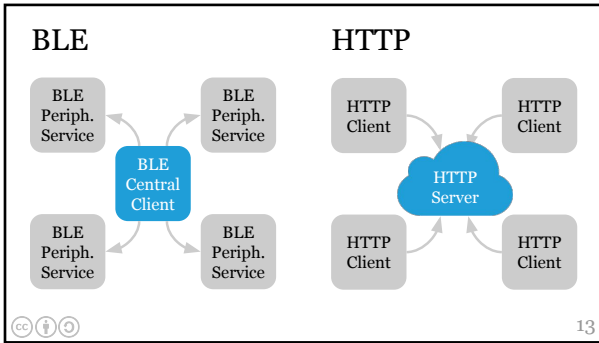 BLE
BLE
Periph.
Service
BLE
Periph.
Service
BLE
Central
Client
BLE
Periph.
Service
BLE
Periph.
Service
HTTP
HTTP
Client
HTTP
Client
HTTP
Server
HTTP
Client
HTTP
Client
cc
13